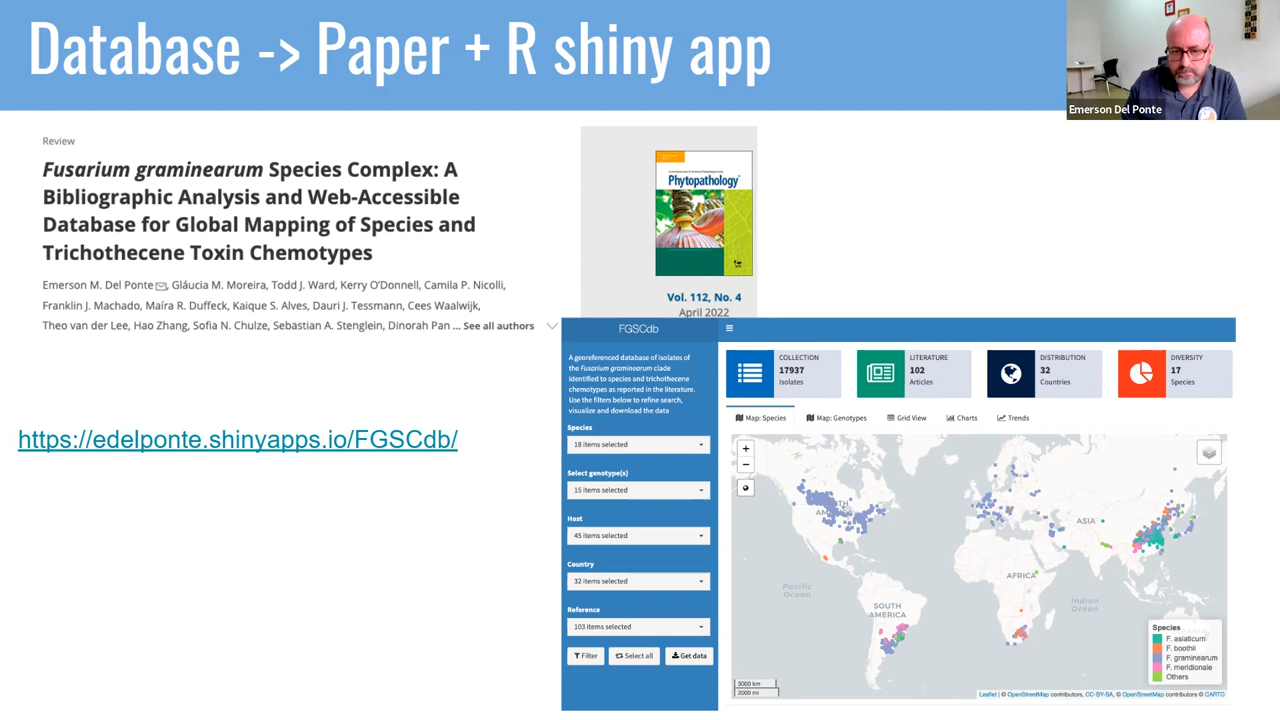 Database -> Paper + R shiny app
Emerson Del Ponte
Review
Fusarium graminearum Species Complex: A
Bibliographic Analysis and Web-Accessible
Database for Global Mapping of Species and
Trichothecene Toxin Chemotypes
Emerson M. Del Ponte, Gláucia M. Moreira, Todd J. Ward, Kerry O'Donnell, Camila P. Nicolli,
Franklin J. Machado, Maíra R. Duffeck, Kaique S. Alves, Dauri J. Tessmann, Cees Waalwijk,
Theo van der Lee, Hao Zhang, Sofia N. Chulze, Sebastian A. Stenglein, Dinorah Pan ... See all authors
Phytopathology
Vol. 112, No. 4
April 2022
https://edelponte.shinyapps.io/FGSCdb/
FGSCdb
A georeferenced database of isolates of
the Fusarium graminearum clade
identified to species and trichothecene
chemotypes as reported in the literature.
Use the filters below to refine search,
visualize and download the data
Species
18 items selected
Select genotype(s)
15 items selected
Host
45 items selected
Country
32 items selected
Reference
103 items selected
Filter
Select all
Get data
COLLECTION
17937
Isolates
LITERATURE
102
Articles
DISTRIBUTION
32
Countries
DIVERSITY
17
Species
Map: Species
Map: Genotypes
Grid View
Charts
Trends
+
−
ASIA
AFRICA
Pacific
Ocean
Indian
Ocean
SOUTH
AMERICA
Species
F. asiaticum
F. boothii
F. graminearum
F. meridionale
Others
3000 km
2000 mi
Leaflet | © OpenStreetMap contributors, CC-BY-SA, © OpenStreetMap contributors © CARTO